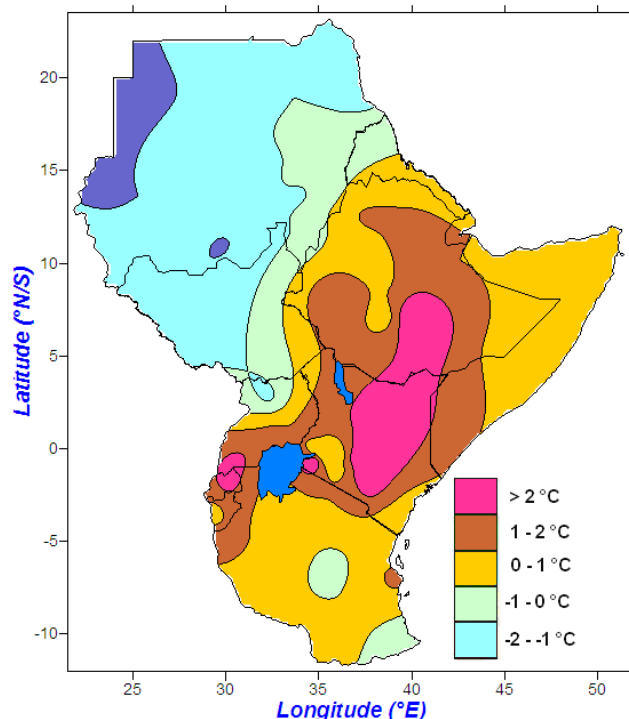 Latitude (°N/S)
20
15
10
5
0
-5
-10
> 2 °C
1 - 2 °C
0 - 1 °C
-1 - 0 °C
-2 - -1 °C
25 30 35 40 45 50
Longitude (°E)